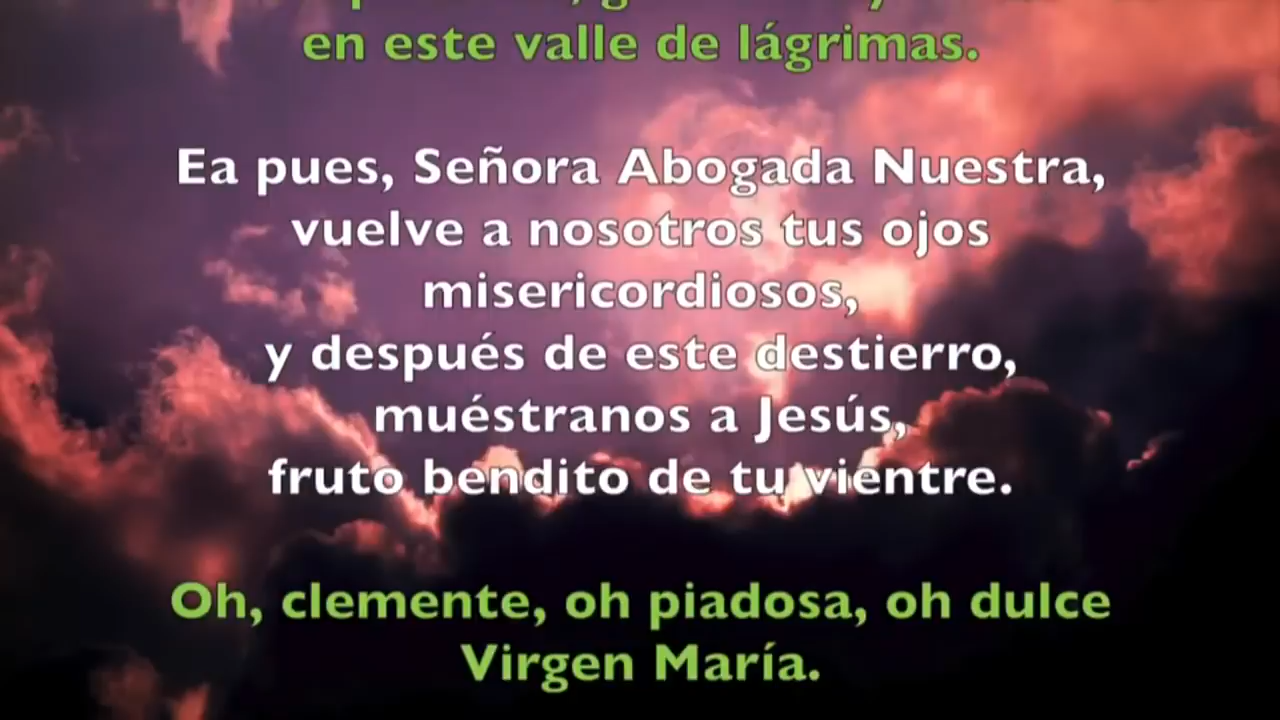 en este valle de lágrimas.
Ea pues, Señora Abogada Nuestra,
vuelve a nosotros tus ojos
misericordiosos,
y después de este destierro,
muéstranos a Jesús,
fruto bendito de tu vientre.
Oh, clemente, oh piadosa, oh dulce
Virgen María.